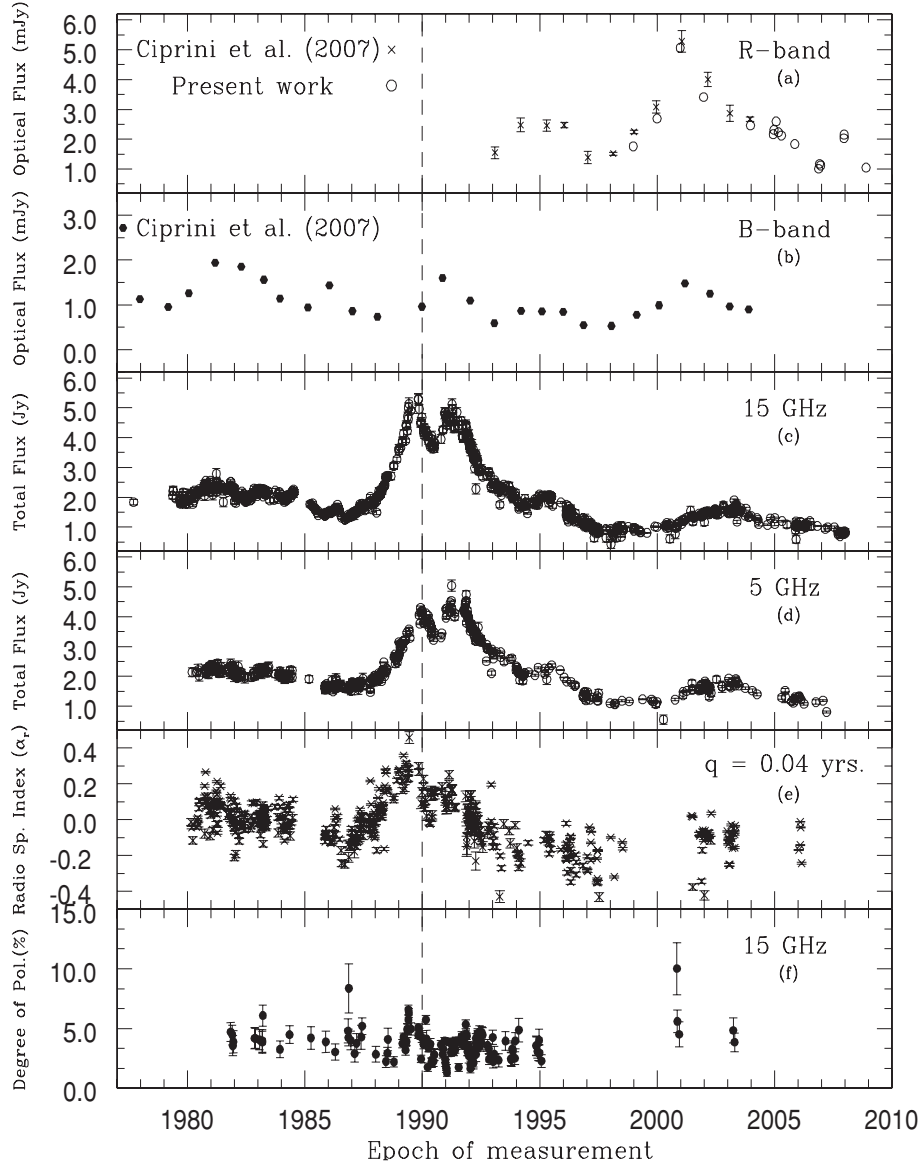 Optical Flux (mJy)
6.0
5.0
4.0
3.0
2.0
1.0
Ciprini et al. (2007)
Present work
R-band
(a)
Optical Flux (mJy)
3.0
2.0
1.0
0.0
Ciprini et al. (2007)
B-band
(b)
Total Flux (Jy)
6.0
5.0
4.0
3.0
2.0
1.0
15 GHz
(c)
Total Flux (Jy)
6.0
5.0
4.0
3.0
2.0
1.0
5 GHz
(d)
Radio Sp. Index (αr)
0.4
0.2
0.0
-0.2
-0.4
q = 0.04 yrs.
(e)
Degree of Pol.(%)
15.0
10.0
5.0
0.0
15 GHz
(f)
1980 1985 1990 1995 2000 2005 2010
Epoch of measurement